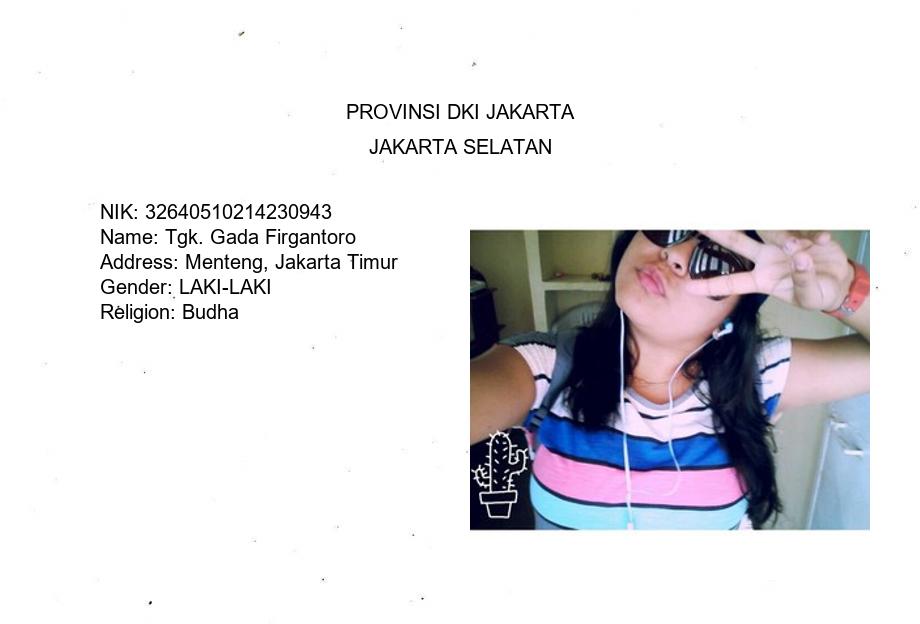 PROVINSI DKI JAKARTA
JAKARTA SELATAN
NIK: 32640510214230943
Name: Tgk. Gada Firgantoro
Address: Menteng, Jakarta Timur
Gender: LAKI-LAKI
Religion: Budha